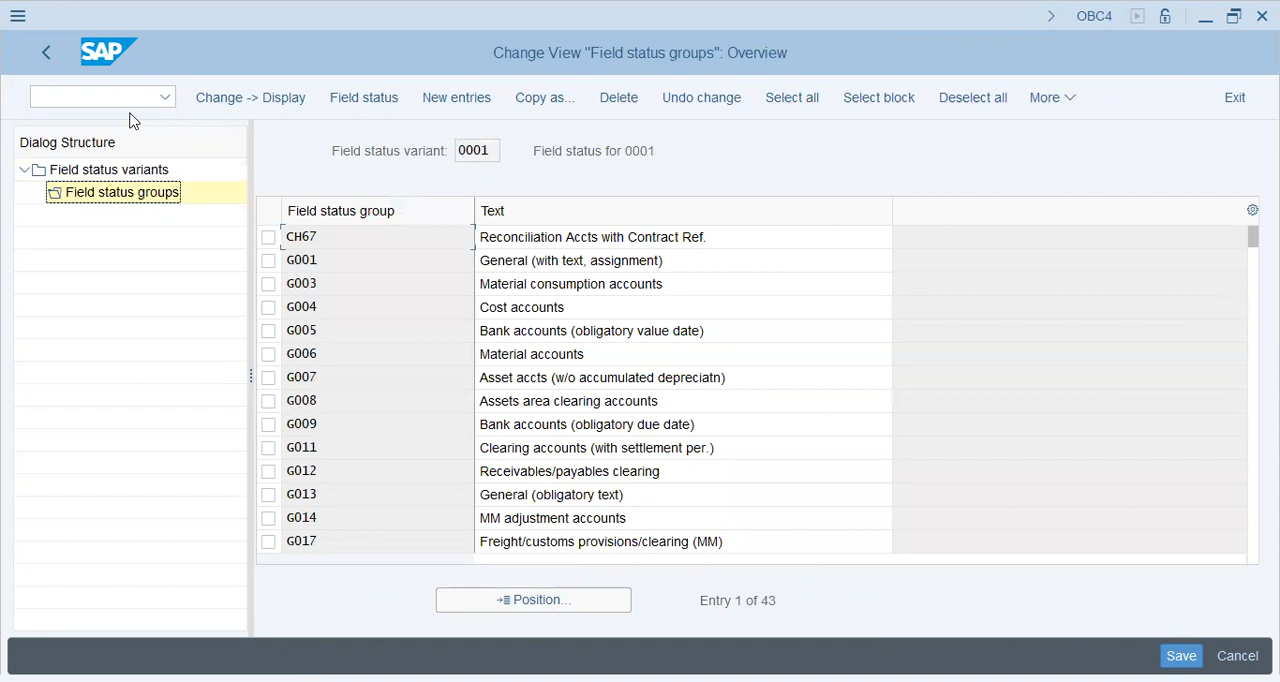 OBC4
SAP
Change View "Field status groups": Overview
Change -> Display Field status New entries Copy as... Delete Undo change Select all Select block Deselect all More Exit
Dialog Structure
Field status variants
Field status groups
Field status variant: 0001 Field status for 0001
Field status group Text
CH67 Reconciliation Accts with Contract Ref.
G001 General (with text, assignment)
G003 Material consumption accounts
G004 Cost accounts
G005 Bank accounts (obligatory value date)
G006 Material accounts
G007 Asset accts (w/o accumulated depreciatn)
G008 Assets area clearing accounts
G009 Bank accounts (obligatory due date)
G011 Clearing accounts (with settlement per.)
G012 Receivables/payables clearing
G013 General (obligatory text)
G014 MM adjustment accounts
G017 Freight/customs provisions/clearing (MM)
Position... Entry 1 of 43
Save Cancel